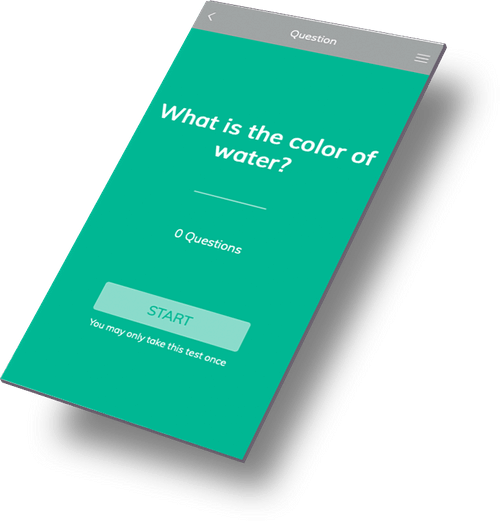 Question
What is the color of
water?
0 Questions
START
You may only take this test once